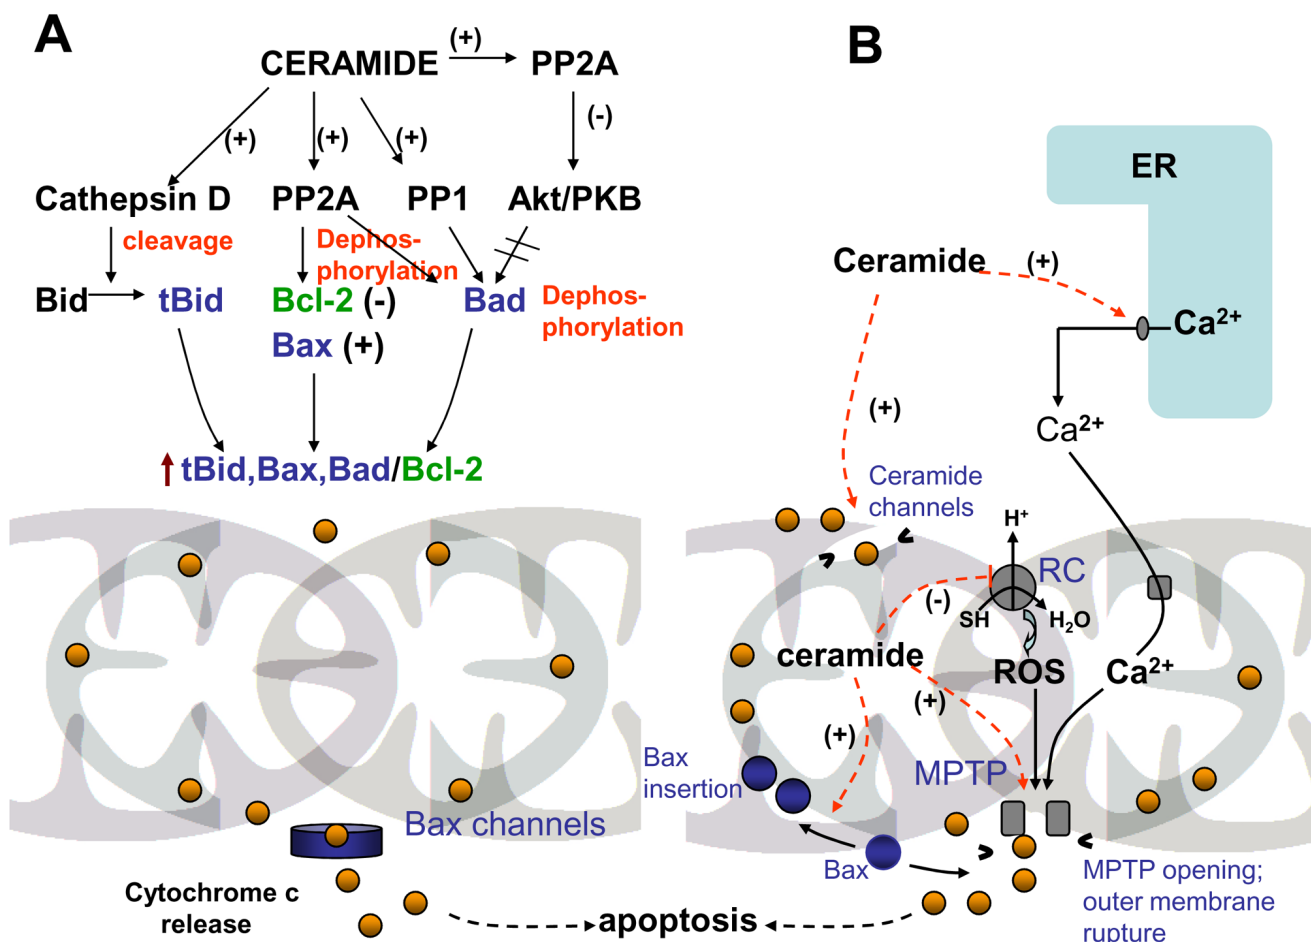 A
CERAMIDE
(+)
PP2A
(+)
(+)
(+)
(-)
Cathepsin D
PP2A
PP1
Akt/PKB
cleavage
Dephos-
phorylation
Bid
tBid
Bcl-2 (-)
Bad
Dephos-
phorylation
Bax (+)
tBid,Bax,Bad/Bcl-2
Bax channels
Cytochrome c
release
apoptosis
B
ER
Ceramide
(+)
Ca2+
(+)
Ca2+
Ceramide
channels
H+
RC
(-)
SH
H2O
ceramide
ROS
Ca2+
(+)
(+)
Bax
insertion
MPTP
Bax
MPTP opening;
outer membrane
rupture